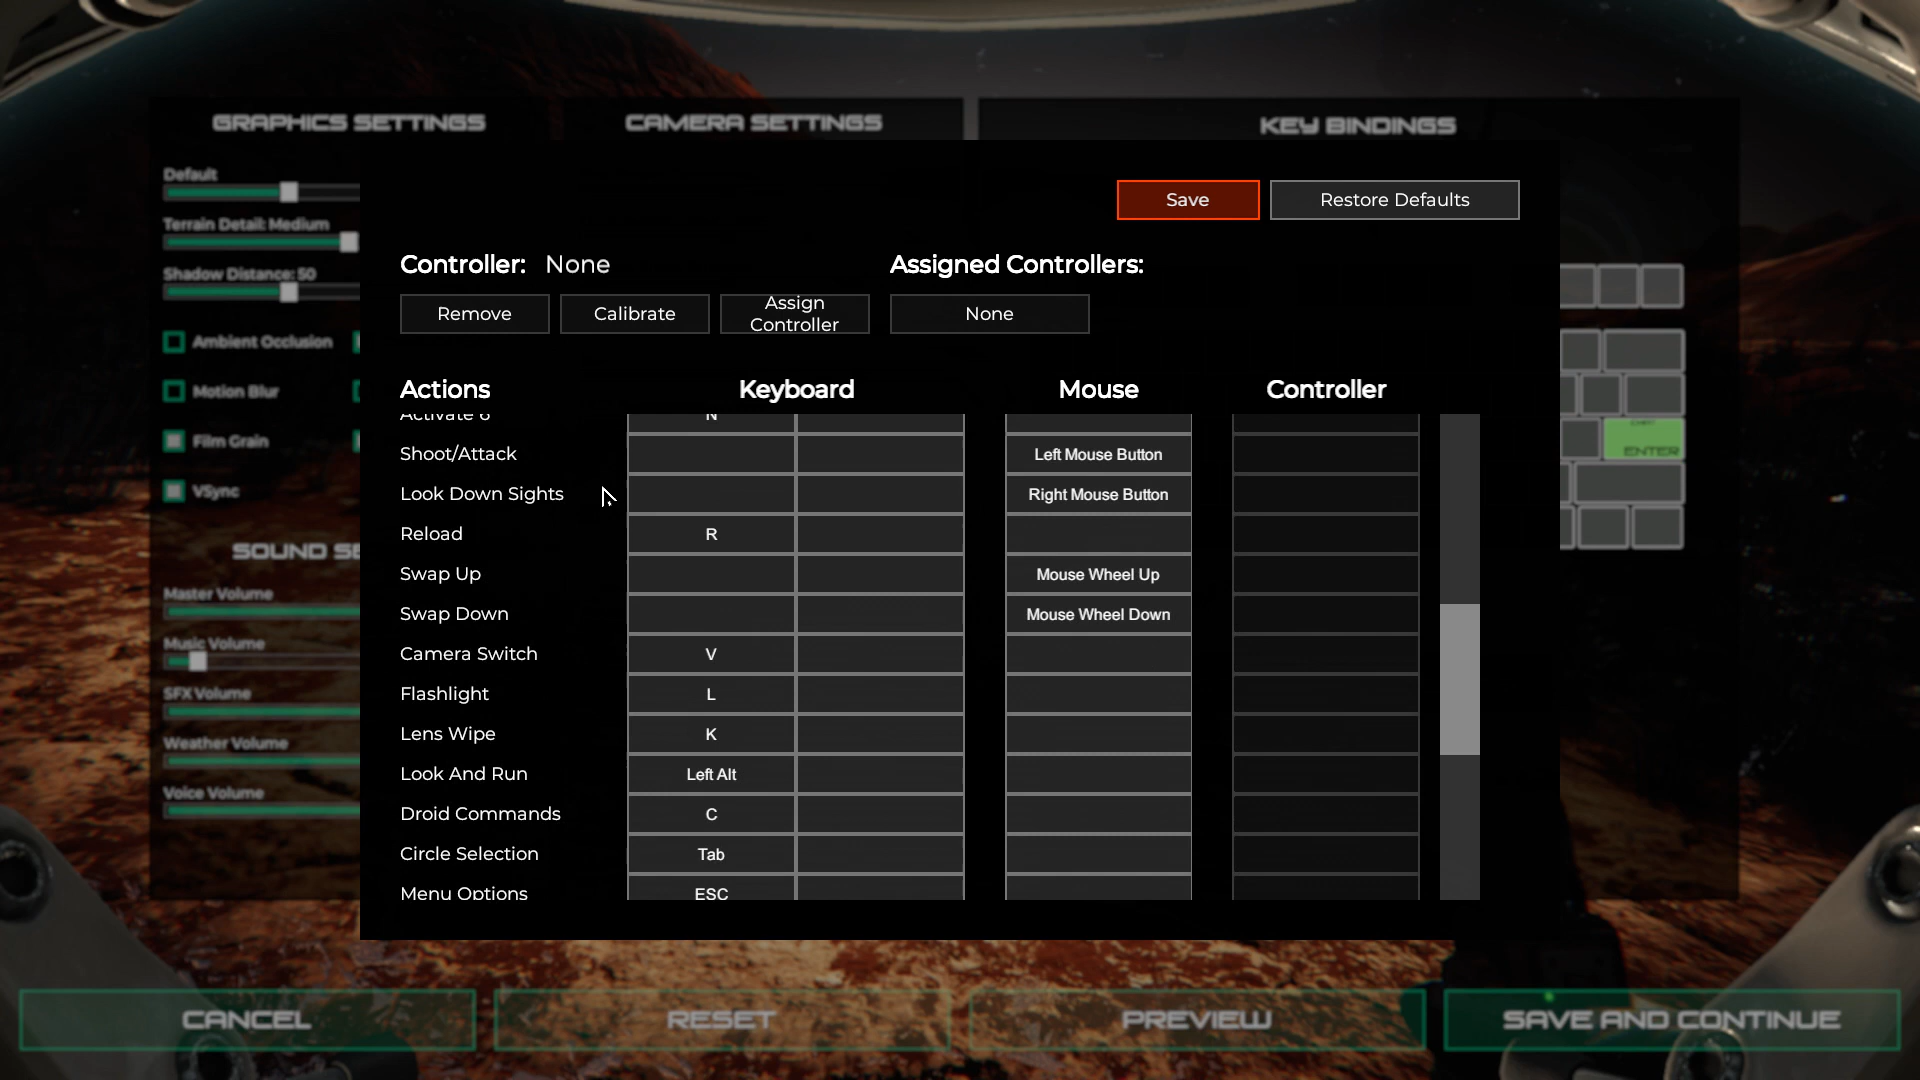 GRAPHICS SETTINGS
CAMERA SETTINGS
KEY BINDINGS
Default
Terrain Detail: Medium
Shadow Distance: 50
Ambient Occlusion
Motion Blur
Film Grain
VSync
SOUND SE
Master Volume
Music Volume
SFX Volume
Weather Volume
Voice Volume
ENTER
Save
Restore Defaults
Controller: None
Assigned Controllers:
Remove
Calibrate
Assign
Controller
None
Actions Keyboard Mouse Controller
Activate 6 N
Shoot/Attack Left Mouse Button
Look Down Sights Right Mouse Button
Reload R
Swap Up Mouse Wheel Up
Swap Down Mouse Wheel Down
Camera Switch V
Flashlight L
Lens Wipe K
Look And Run Left Alt
Droid Commands C
Circle Selection Tab
Menu Options ESC
CANCEL
RESET
PREVIEW
SAVE AND CONTINUE